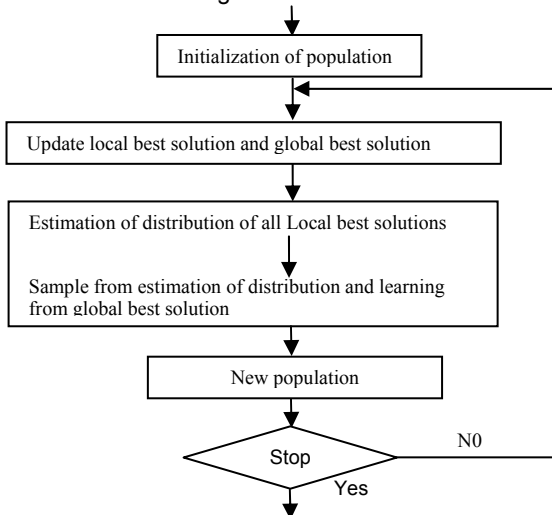 Initialization of population
Update local best solution and global best solution
Estimation of distribution of all Local best solutions
Sample from estimation of distribution and learning
from global best solution
New population
Stop
N0
Yes